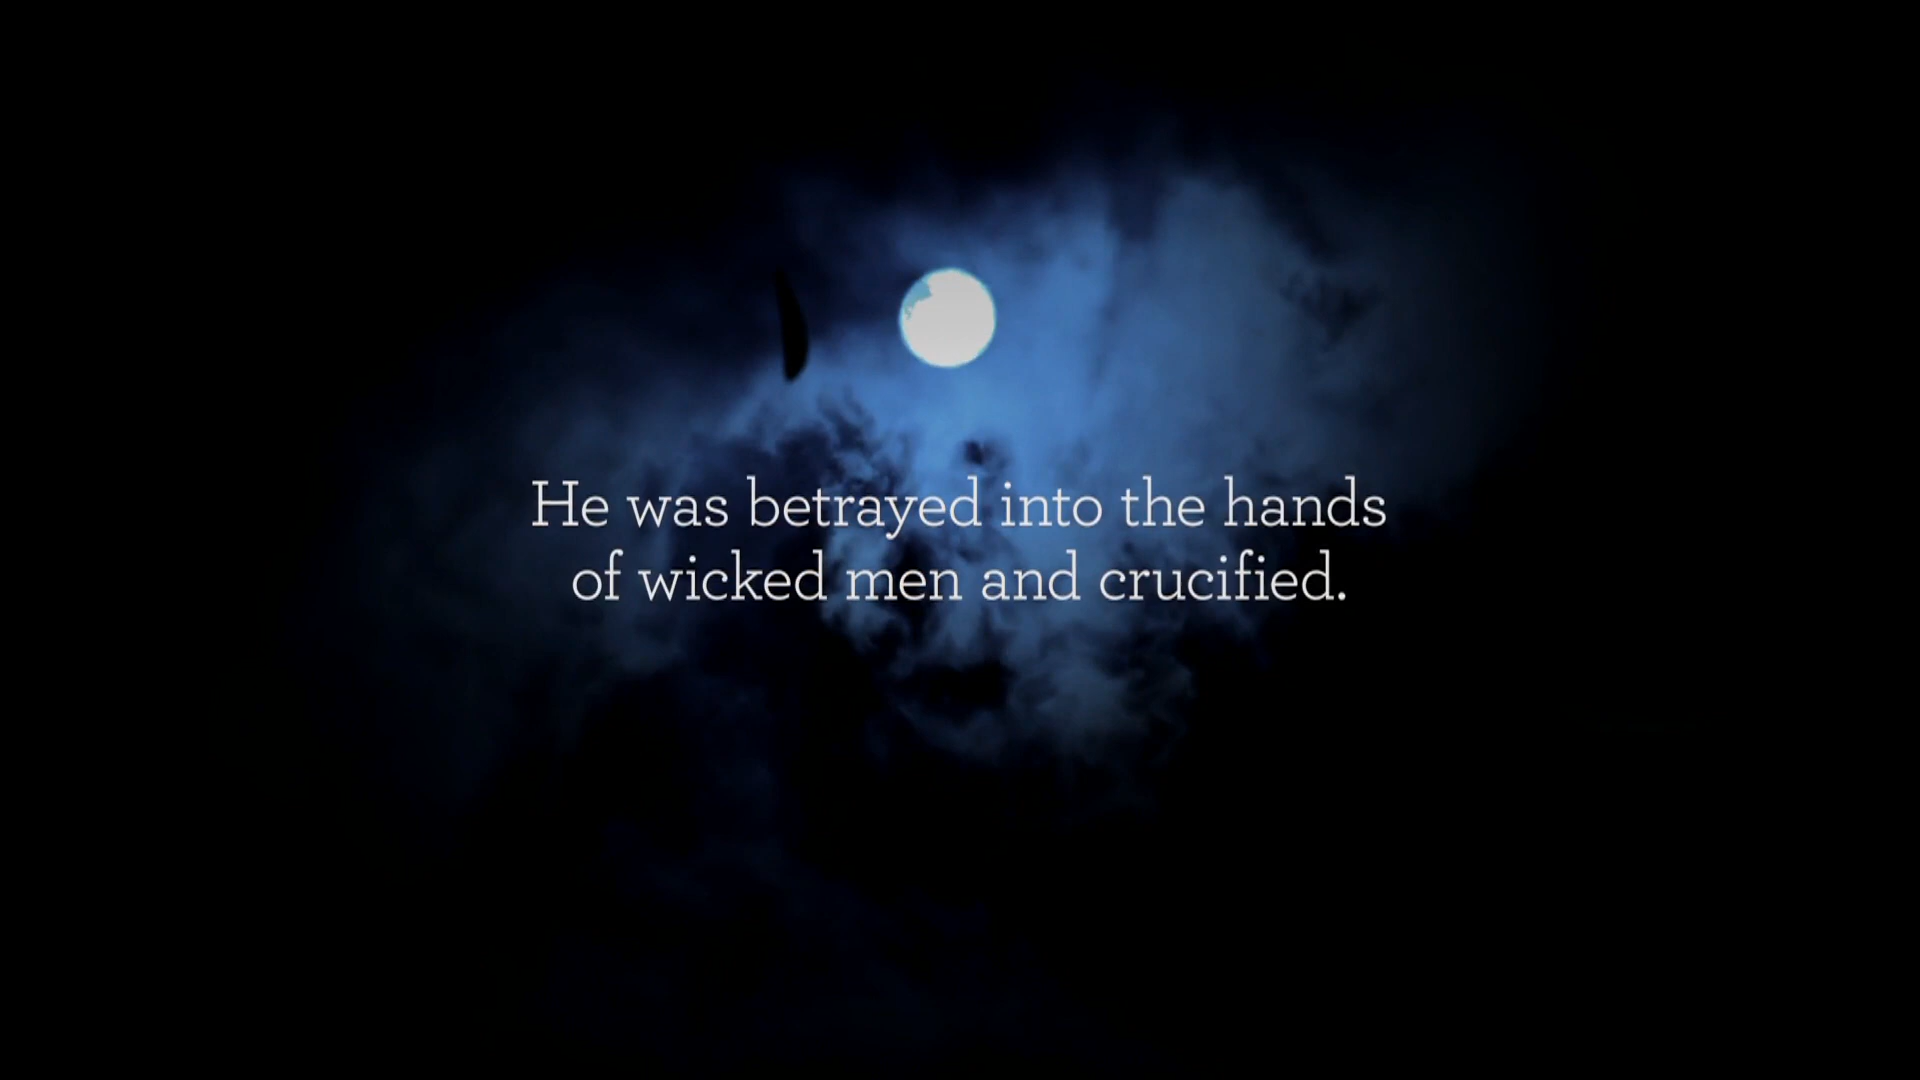 He was betrayed into the hands
of wicked men and crucified.